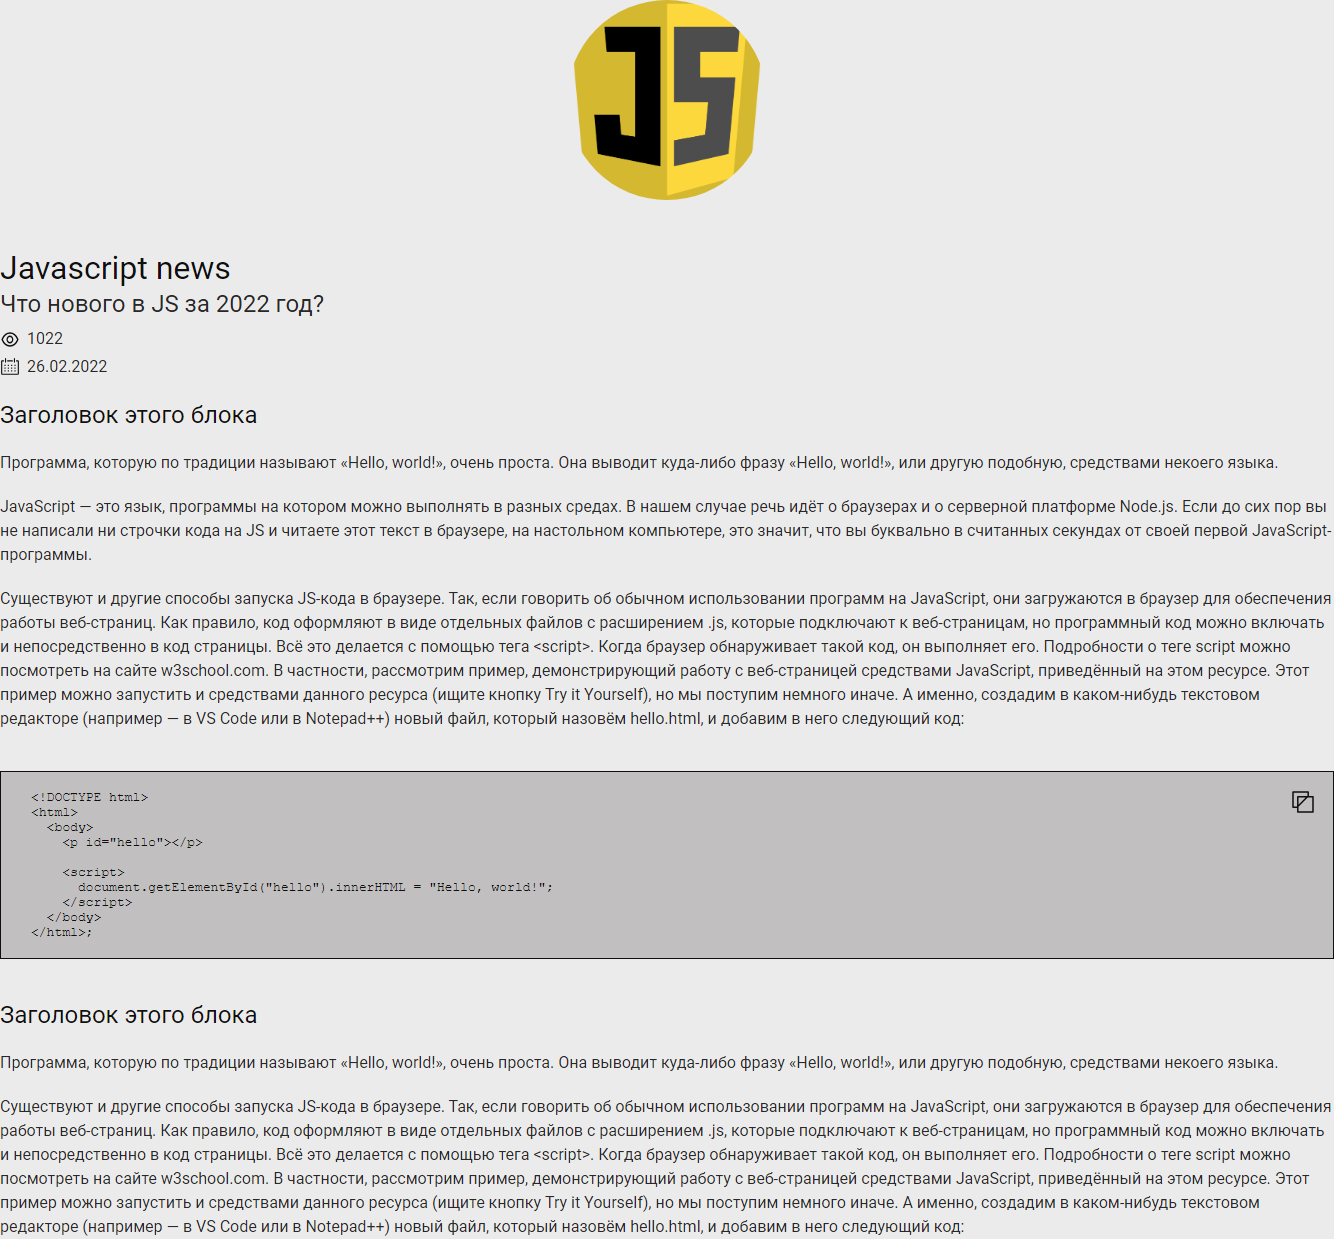 JS
Javascript news
Что нового в JS за 2022 год?
1022
26.02.2022
Заголовок этого блока
Программа, которую по традиции называют «Hello, world!», очень проста. Она выводит куда-либо фразу «Hello, world!», или другую подобную, средствами некоего языка.
JavaScript — это язык, программы на котором можно выполнять в разных средах. В нашем случае речь идёт о браузерах и о серверной платформе Node.js. Если до сих пор вы
не написали ни строчки кода на JS и читаете этот текст в браузере, на настольном компьютере, это значит, что вы буквально в считанных секундах от своей первой JavaScript-
программы.
Существуют и другие способы запуска JS-кода в браузере. Так, если говорить об обычном использовании программ на JavaScript, они загружаются в браузер для обеспечения
работы веб-страниц. Как правило, код оформляют в виде отдельных файлов с расширением .js, которые подключают к веб-страницам, но программный код можно включать
и непосредственно в код страницы. Всё это делается с помощью тега <script>. Когда браузер обнаруживает такой код, он выполняет его. Подробности о теге script можно
посмотреть на сайте w3school.com. В частности, рассмотрим пример, демонстрирующий работу с веб-страницей средствами JavaScript, приведённый на этом ресурсе. Этот
пример можно запустить и средствами данного ресурса (ищите кнопку Try it Yourself), но мы поступим немного иначе. А именно, создадим в каком-нибудь текстовом
редакторе (например — в VS Code или в Notepad++) новый файл, который назовём hello.html, и добавим в него следующий код:
<!DOCTYPE html>
<html>
  <body>
    <p id="hello"></p>
    <script>
      document.getElementById("hello").innerHTML = "Hello, world!";
    </script>
  </body>
</html>;
Заголовок этого блока
Программа, которую по традиции называют «Hello, world!», очень проста. Она выводит куда-либо фразу «Hello, world!», или другую подобную, средствами некоего языка.
Существуют и другие способы запуска JS-кода в браузере. Так, если говорить об обычном использовании программ на JavaScript, они загружаются в браузер для обеспечения
работы веб-страниц. Как правило, код оформляют в виде отдельных файлов с расширением .js, которые подключают к веб-страницам, но программный код можно включать
и непосредственно в код страницы. Всё это делается с помощью тега <script>. Когда браузер обнаруживает такой код, он выполняет его. Подробности о теге script можно
посмотреть на сайте w3school.com. В частности, рассмотрим пример, демонстрирующий работу с веб-страницей средствами JavaScript, приведённый на этом ресурсе. Этот
пример можно запустить и средствами данного ресурса (ищите кнопку Try it Yourself), но мы поступим немного иначе. А именно, создадим в каком-нибудь текстовом
редакторе (например — в VS Code или в Notepad++) новый файл, который назовём hello.html, и добавим в него следующий код: